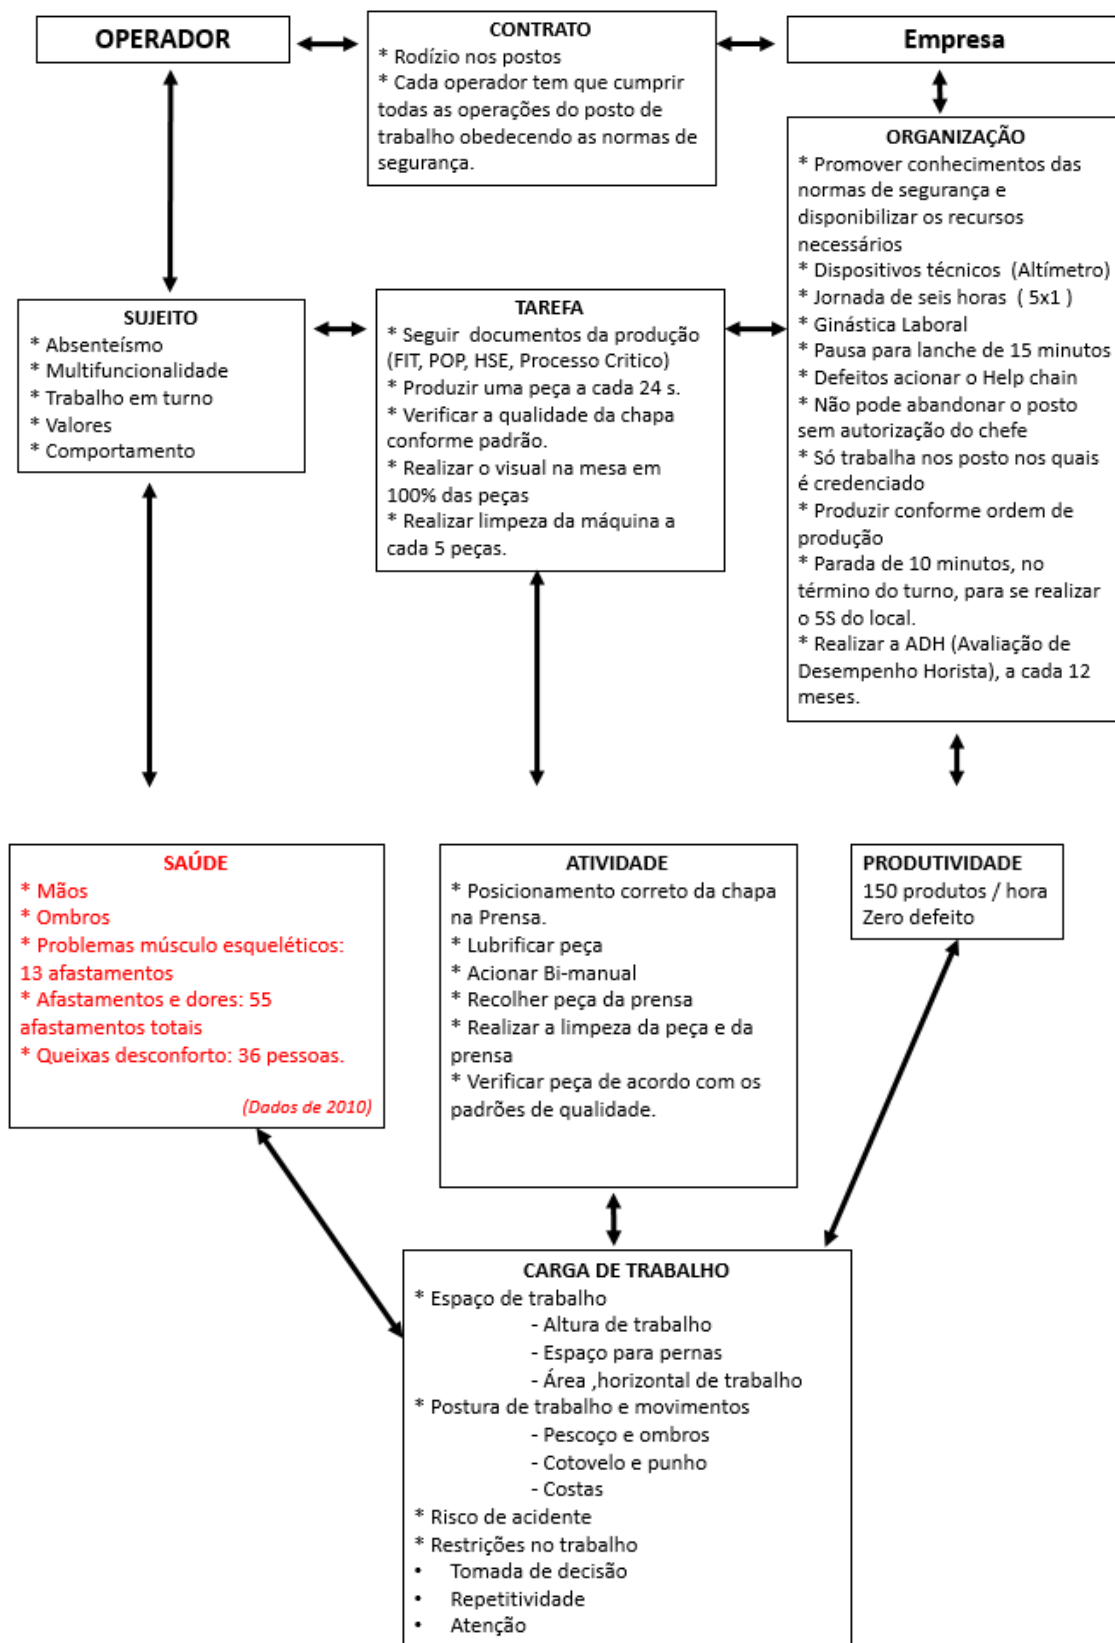 OPERADOR
CONTRATO
* Rodízio nos postos
* Cada operador tem que cumprir
todas as operações do posto de
trabalho obedecendo as normas de
segurança.
Empresa
ORGANIZAÇÃO
* Promover conhecimentos das
normas de segurança e
disponibilizar os recursos
necessários
* Dispositivos técnicos (Altímetro)
* Jornada de seis horas ( 5x1 )
* Ginástica Laboral
* Pausa para lanche de 15 minutos
* Defeitos acionar o Help chain
* Não pode abandonar o posto
sem autorização do chefe
* Só trabalha nos posto nos quais
é credenciado
* Produzir conforme ordem de
produção
* Parada de 10 minutos, no
término do turno, para se realizar
o 5S do local.
* Realizar a ADH (Avaliação de
Desempenho Horista), a cada 12
meses.
SUJEITO
* Absenteísmo
* Multifuncionalidade
* Trabalho em turno
* Valores
* Comportamento
TAREFA
* Seguir documentos da produção
(FIT, POP, HSE, Processo Critico)
* Produzir uma peça a cada 24 s.
* Verificar a qualidade da chapa
conforme padrão.
* Realizar o visual na mesa em
100% das peças
* Realizar limpeza da máquina a
cada 5 peças.
SAÚDE
* Mãos
* Ombros
* Problemas músculo esqueléticos:
13 afastamentos
* Afastamentos e dores: 55
afastamentos totais
* Queixas desconforto: 36 pessoas.
(Dados de 2010)
ATIVIDADE
* Posicionamento correto da chapa
na Prensa.
* Lubrificar peça
* Acionar Bi-manual
* Recolher peça da prensa
* Realizar a limpeza da peça e da
prensa
* Verificar peça de acordo com os
padrões de qualidade.
PRODUTIVIDADE
150 produtos / hora
Zero defeito
CARGA DE TRABALHO
* Espaço de trabalho
- Altura de trabalho
- Espaço para pernas
- Área ,horizontal de trabalho
* Postura de trabalho e movimentos
- Pescoço e ombros
- Cotovelo e punho
- Costas
* Risco de acidente
* Restrições no trabalho
• Tomada de decisão
• Repetitividade
• Atenção